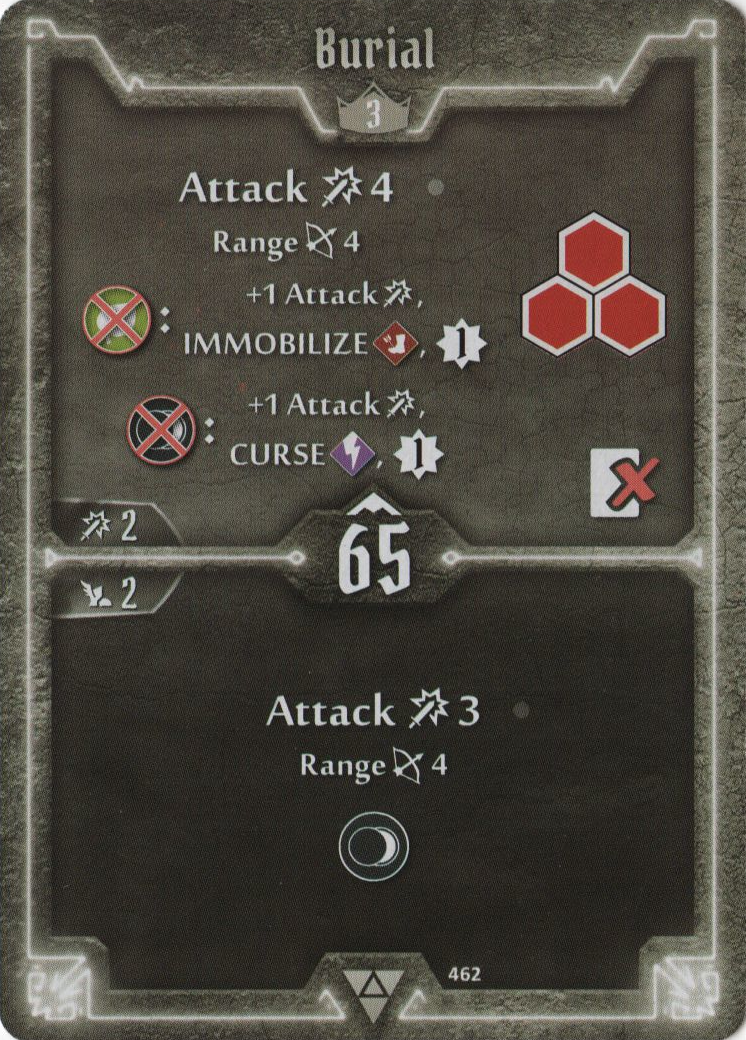 Burial
3
Attack 4
Range 4
: +1 Attack,
IMMOBILIZE, 1
: +1 Attack,
CURSE, 1
2
65
2
Attack 3
Range 4
462